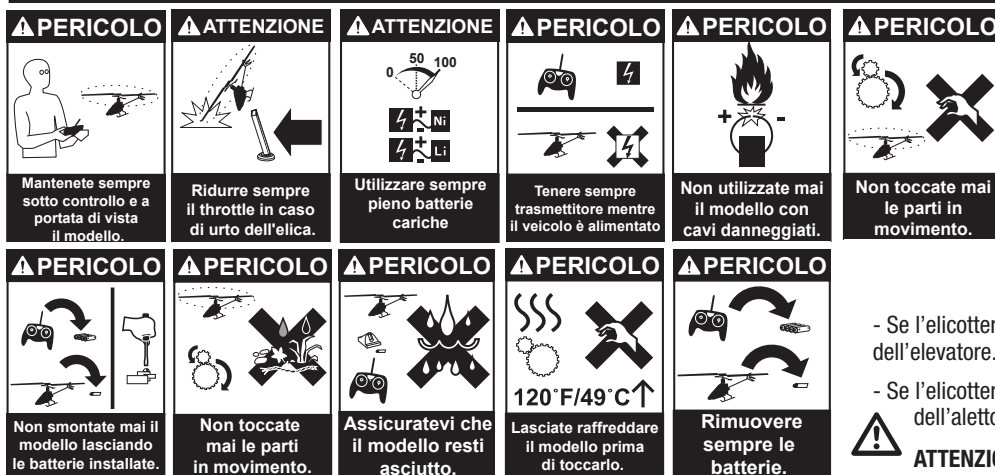 PERICOLO
Mantenete sempre
sotto controllo e a
portata di vista
il modello.
ATTENZIONE
Ridurre sempre
il throttle in caso
di urto dell'elica.
ATTENZIONE
0 50 100
+
-
Ni
+
-
Li
Utilizzare sempre
pieno batterie
cariche
PERICOLO
Tenere sempre
trasmettitore mentre
il veicolo è alimentato
PERICOLO
+ -
Non utilizzate mai
il modello con
cavi danneggiati.
PERICOLO
Non toccate mai
le parti in
movimento.
PERICOLO
Non smontate mai il
modello lasciando
le batterie installate.
PERICOLO
Non toccate
mai le parti
in movimento.
PERICOLO
Assicuratevi che
il modello resti
asciutto.
PERICOLO
120°F/49°C↑
Lasciate raffreddare
il modello prima
di toccarlo.
PERICOLO
Rimuovere
sempre le
batterie.
- Se l'elicotter
dell'elevatore.
- Se l'elicotter
dell'aletto
ATTENZIO